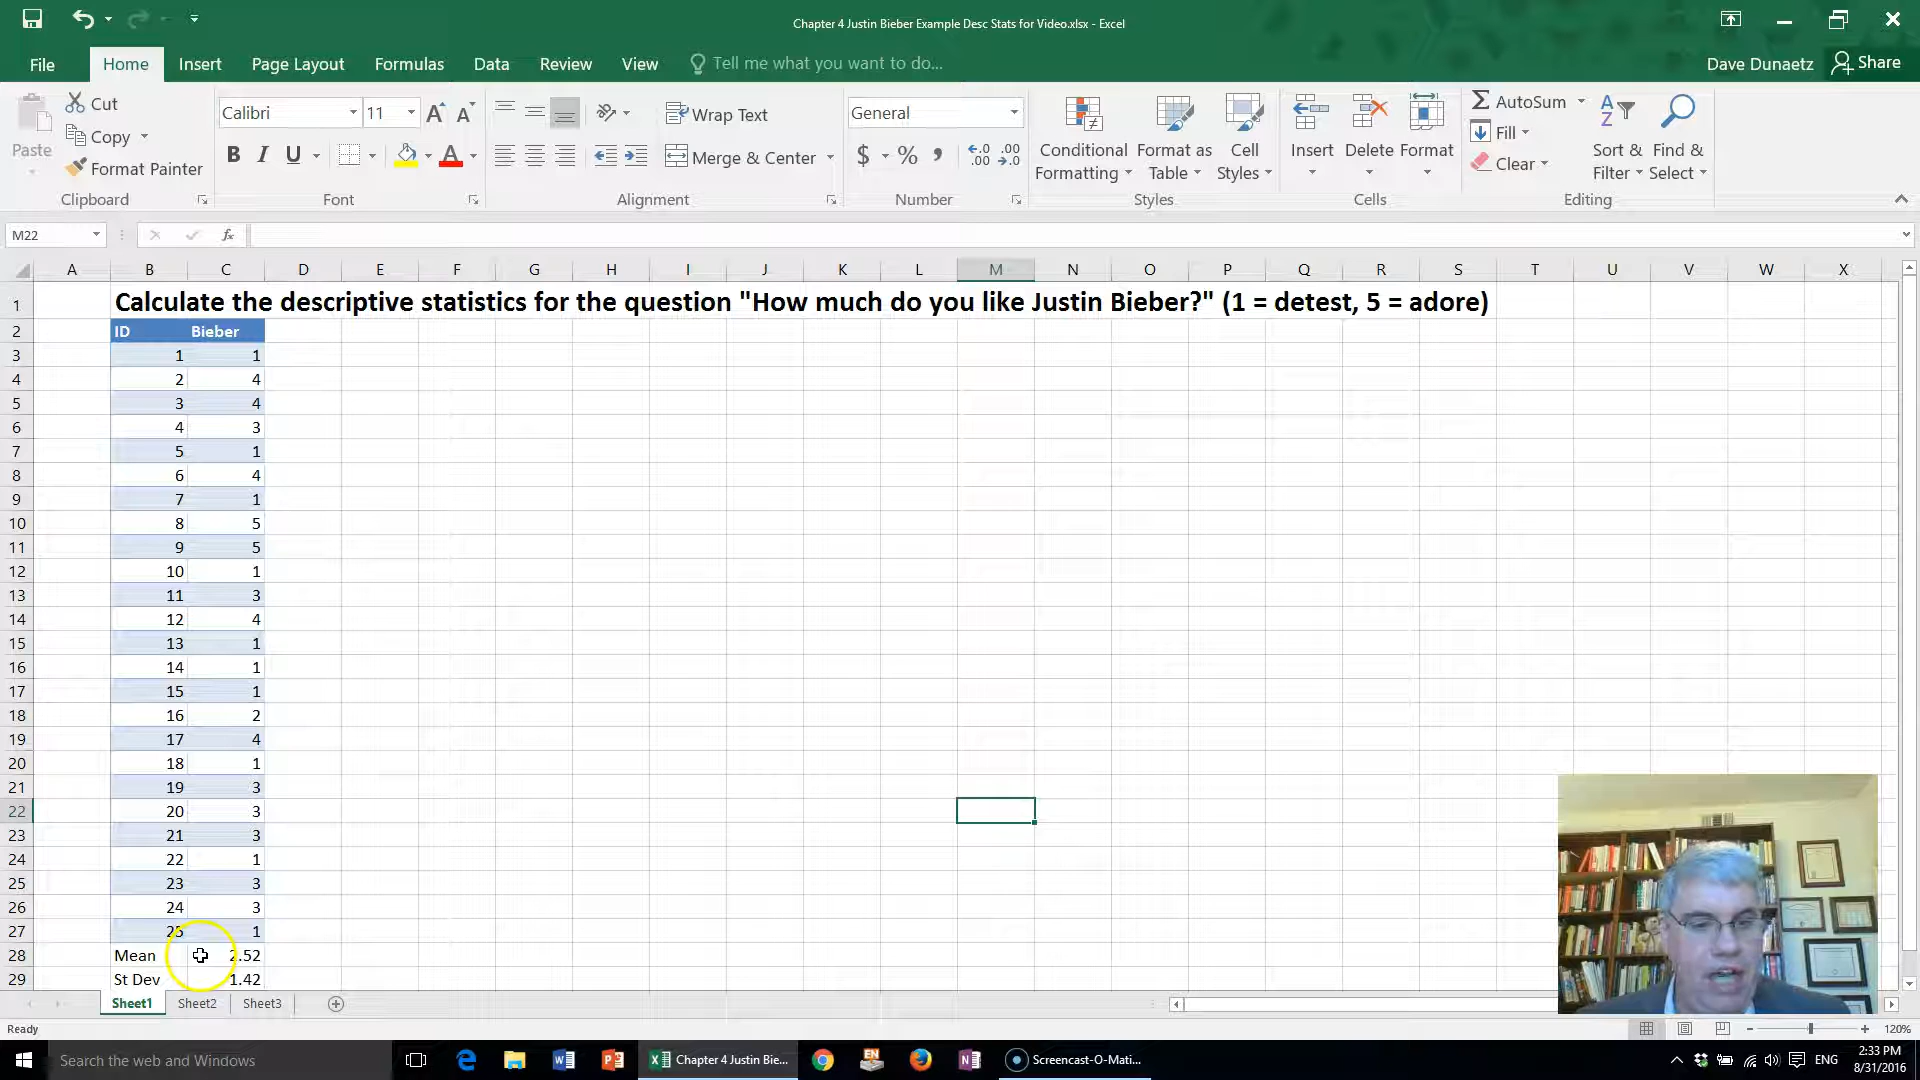 Chapter 4 Justin Bieber Example Desc Stats for Video.xlsx - Excel
File Home Insert Page Layout Formulas Data Review View Tell me what you want to do... Dave Dunaetz Share
Paste Cut Copy Format Painter Clipboard
Calibri 11 B I U Font
Wrap Text Merge & Center Alignment
General $ % Number
Conditional Formatting Format as Table Cell Styles Styles
Insert Delete Format Cells
AutoSum Fill Clear Sort & Filter Find & Select Editing
M22 fx
A B C D E F G H I J K L M N O P Q R S T U V W X
1 Calculate the descriptive statistics for the question "How much do you like Justin Bieber?" (1 = detest, 5 = adore)
2 ID Bieber
3 1 1
4 2 4
5 3 4
6 4 3
7 5 1
8 6 4
9 7 1
10 8 5
11 9 5
12 10 1
13 11 3
14 12 4
15 13 1
16 14 1
17 15 1
18 16 2
19 17 4
20 18 1
21 19 3
22 20 3
23 21 3
24 22 1
25 23 3
26 24 3
27 25 1
28 Mean 2.52
29 St Dev 1.42
Sheet1 Sheet2 Sheet3
Ready 120%
Search the web and Windows Chapter 4 Justin Bie... Screencast-O-Mati... ENG 2:33 PM
8/31/2016